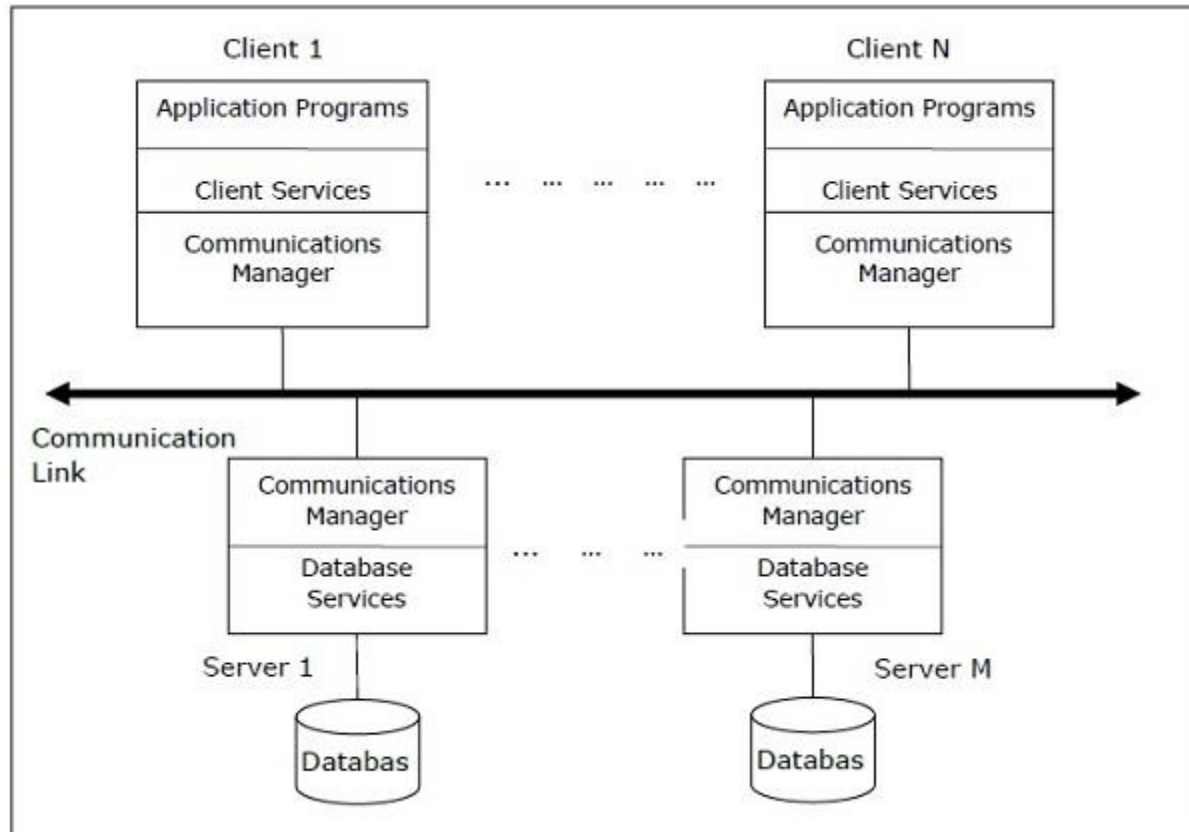 Client 1
Client N
Application Programs
Application Programs
Client Services
... ... ... ... ...
Client Services
Communications
Manager
Communications
Manager
Communication
Link
Communications
Manager
Communications
Manager
... ... ...
Database
Services
Database
Services
Server 1
Server M
Databas
Databas